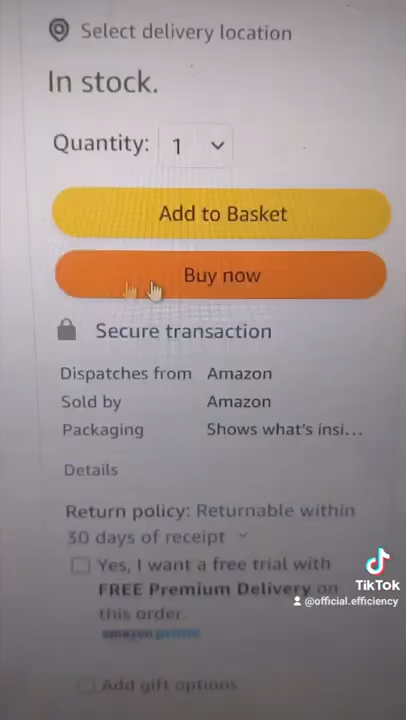 Select delivery location
In stock.
Quantity: 1
Add to Basket
Buy now
Secure transaction
Dispatches from Amazon
Sold by Amazon
Packaging Shows what's insi...
Details
Return policy: Returnable within
30 days of receipt
Yes, I want a free trial with
FREE Premium Delivery on
this order.
amazon prime
Add gift options
TikTok
@official.efficiency